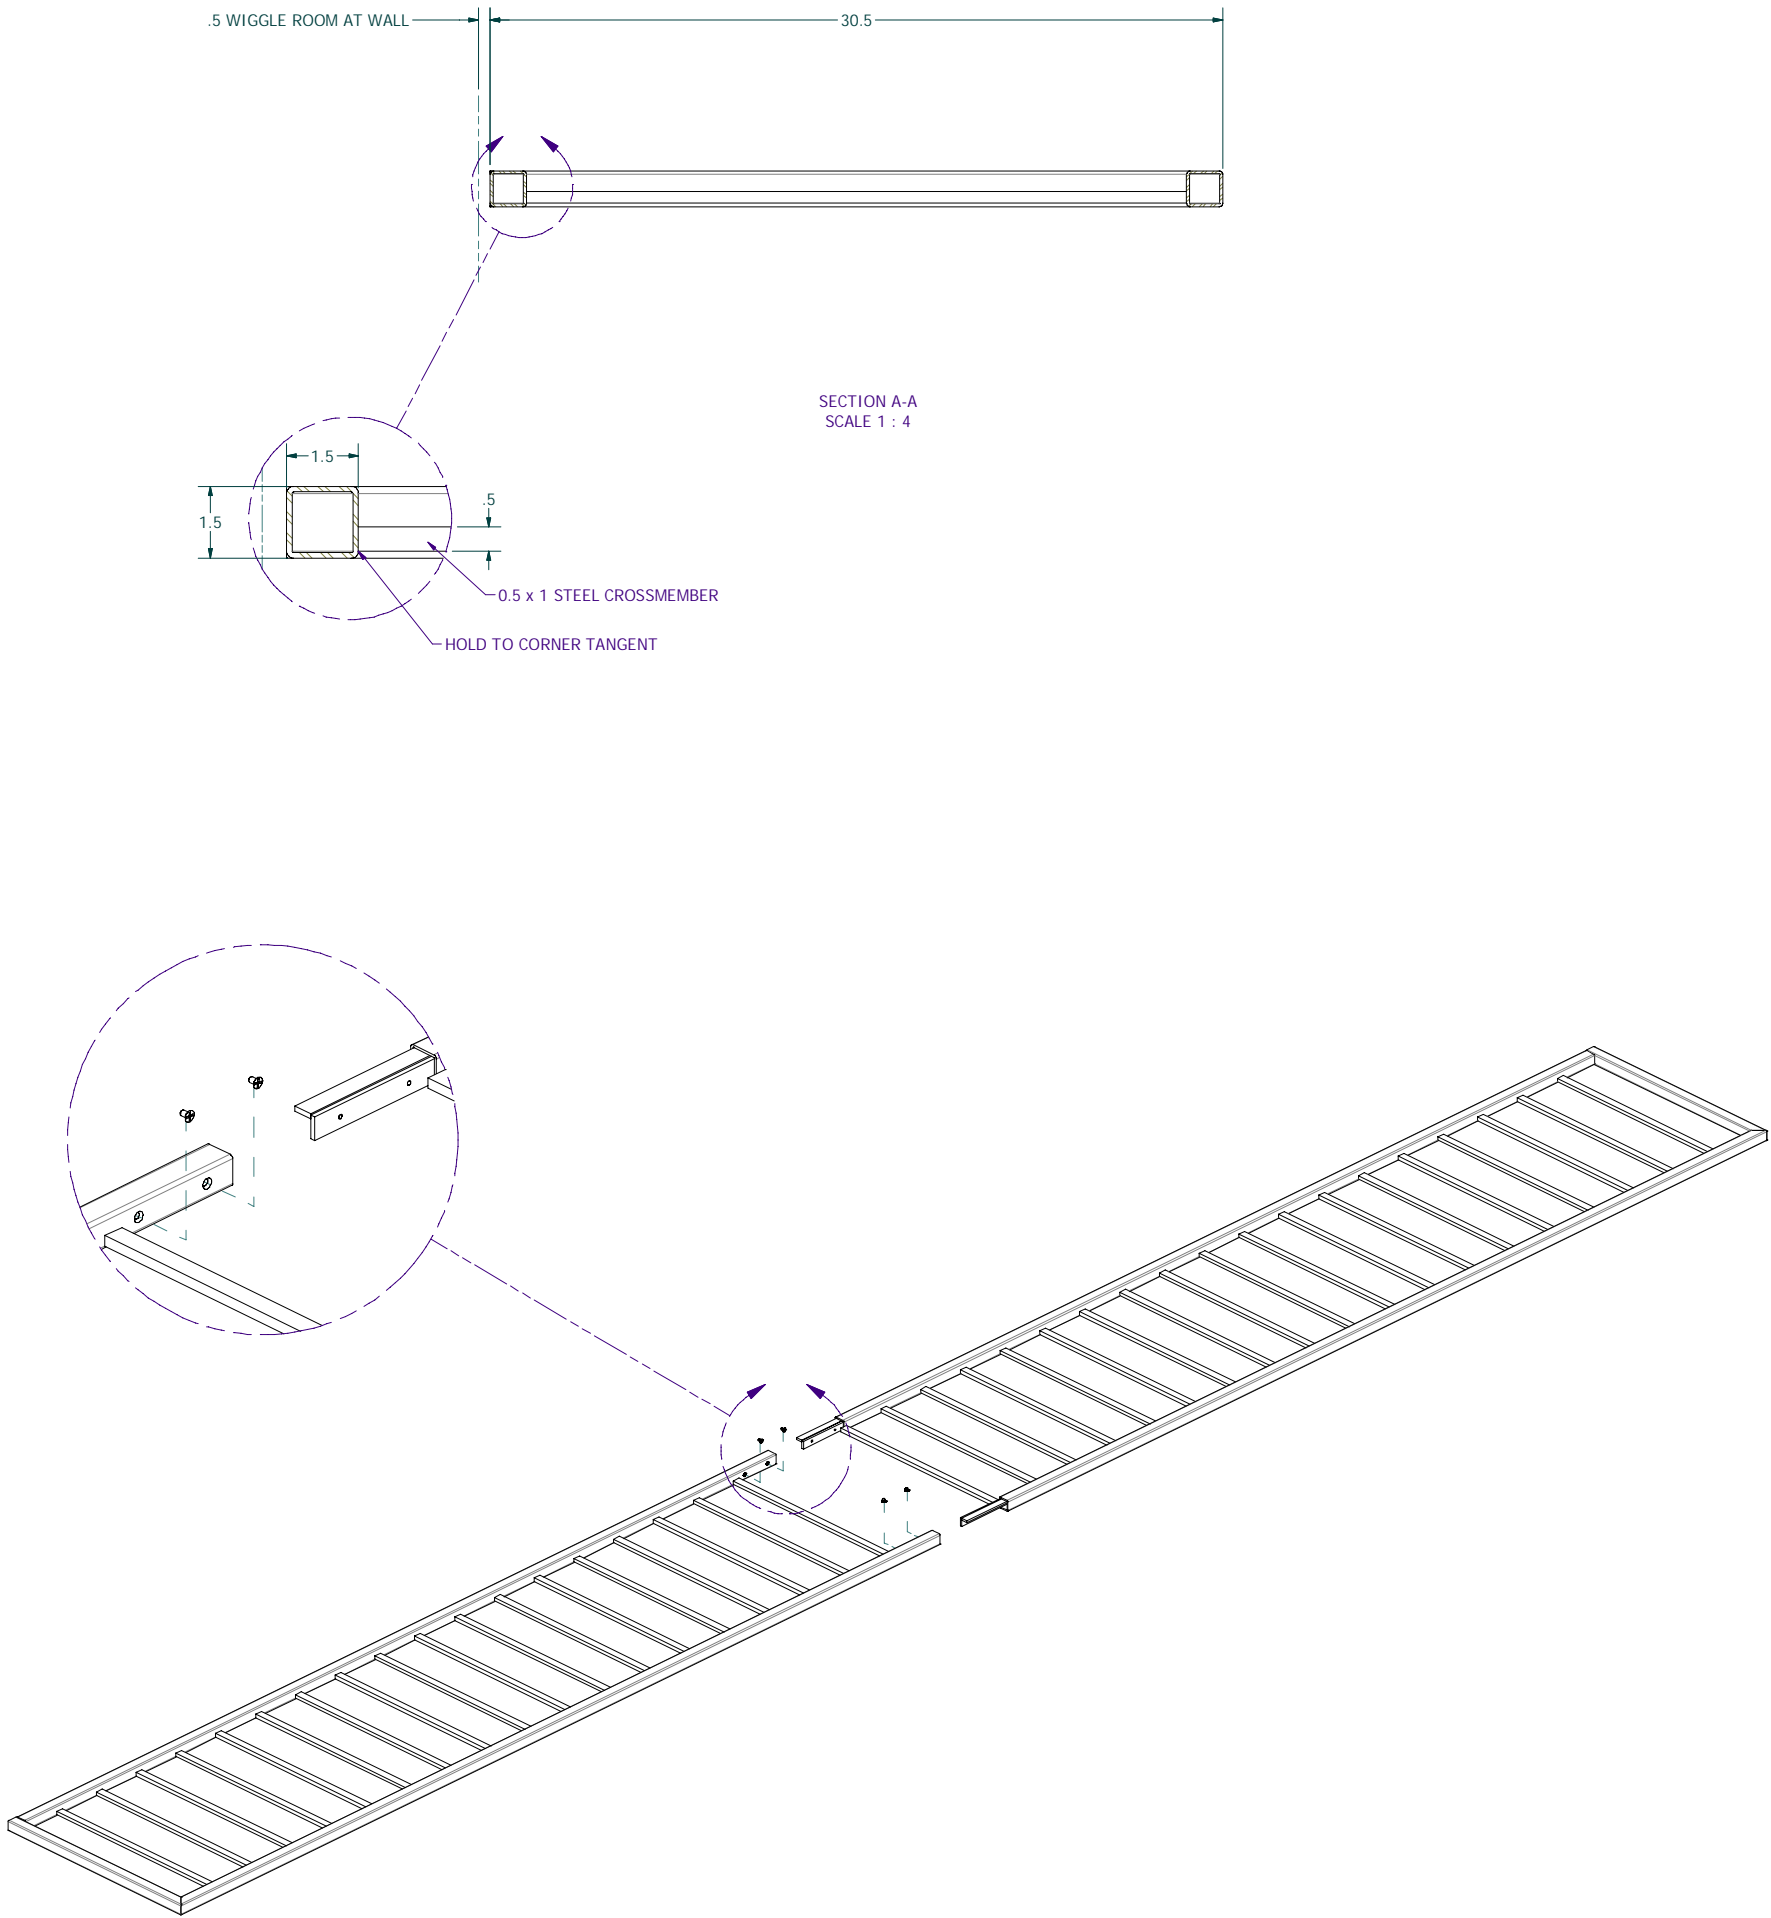 .5 WIGGLE ROOM AT WALL
30.5
SECTION A-A
SCALE 1 : 4
1.5
1.5
.5
0.5 x 1 STEEL CROSSMEMBER
HOLD TO CORNER TANGENT